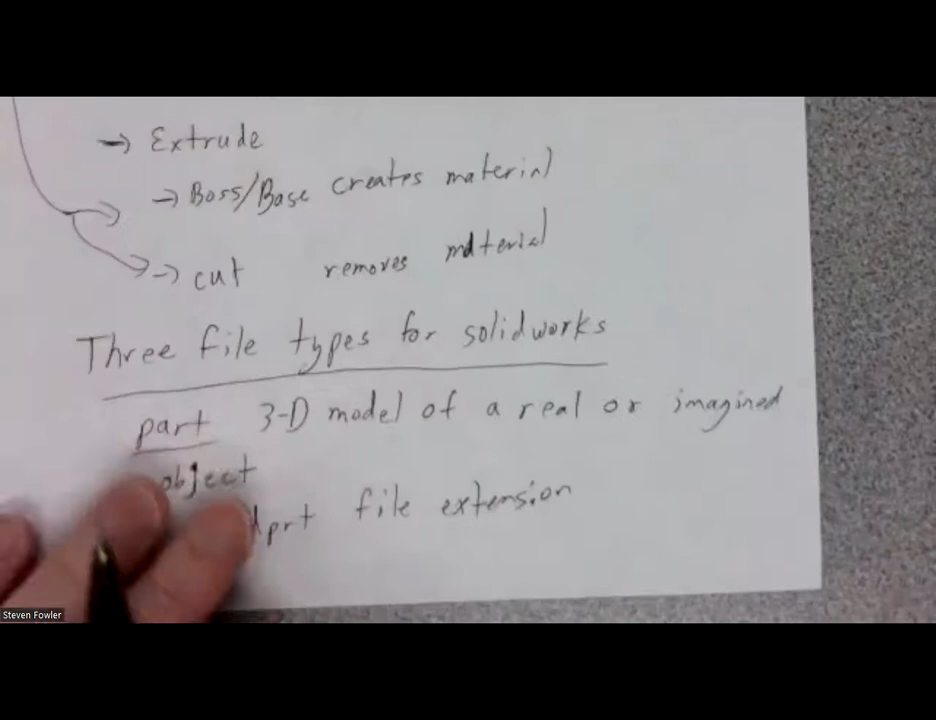 → Extrude
→ Boss/Base creates material
→ cut removes material
Three file types for solidworks
part 3-D model of a real or imagined
object
file extension
Steven Fowler